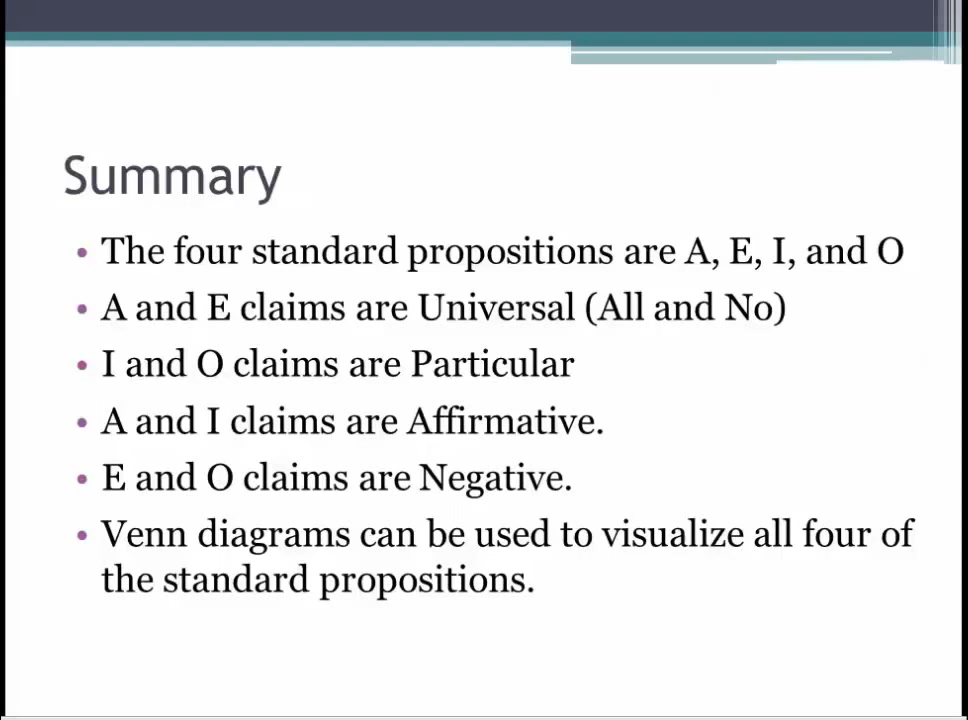 Summary
• The four standard propositions are A, E, I, and O
• A and E claims are Universal (All and No)
• I and O claims are Particular
• A and I claims are Affirmative.
• E and O claims are Negative.
• Venn diagrams can be used to visualize all four of
the standard propositions.